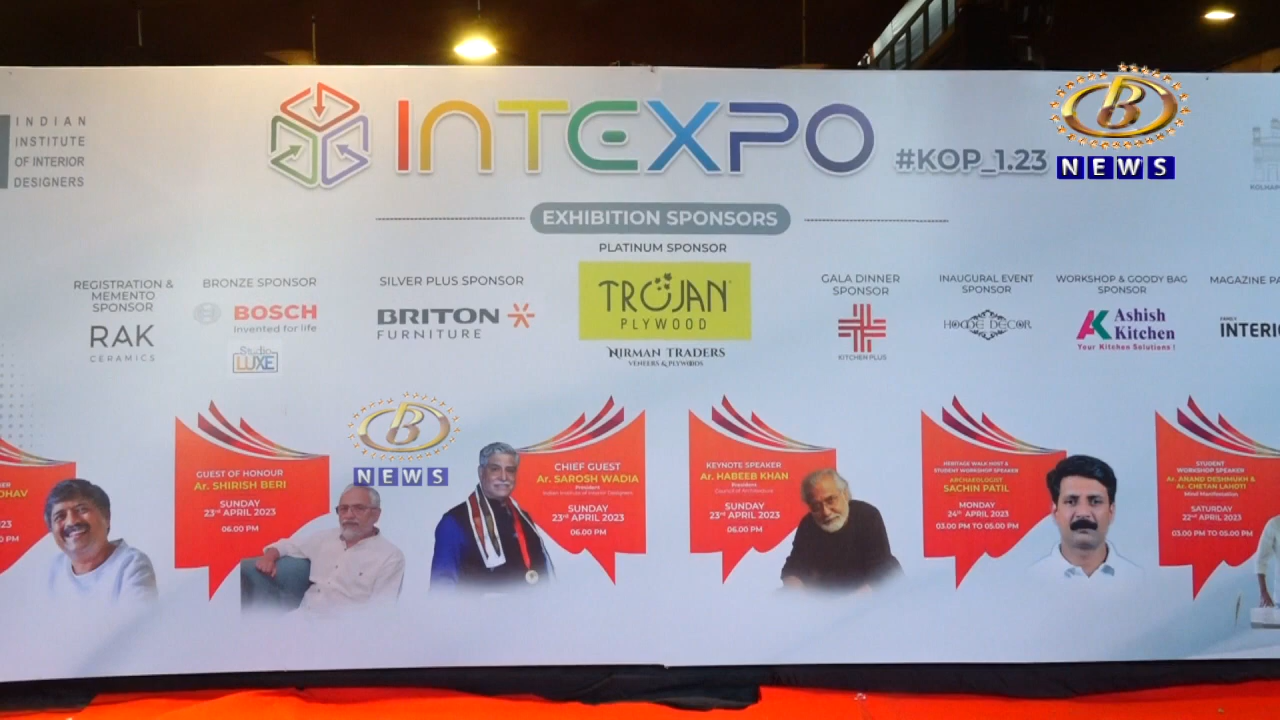 INDIAN
INSTITUTE
OF INTERIOR
DESIGNERS
INTEXPO
#KOP_1.23
B
NEWS
EXHIBITION SPONSORS
PLATINUM SPONSOR
TROJAN
PLYWOOD
NIRMAN TRADERS
VENEERS & PLYWOODS
REGISTRATION &
MEMENTO
SPONSOR
RAK
CERAMICS
BRONZE SPONSOR
BOSCH
Invented for life
Studio
LUXE
SILVER PLUS SPONSOR
BRITON
FURNITURE
GALA DINNER
SPONSOR
KITCHEN PLUS
INAUGURAL EVENT
SPONSOR
HOME DECOR
WORKSHOP & GOODY BAG
SPONSOR
AK
Ashish
Kitchen
Your Kitchen Solutions !
MAGAZINE
INTERI
GUEST OF HONOUR
Ar. SHIRISH BERI
SUNDAY
23RD APRIL 2023
06.00 PM
B
NEWS
CHIEF GUEST
Ar. SAROSH WADIA
President
Indian Institute of Interior Designers
SUNDAY
23RD APRIL 2023
06.00 PM
KEYNOTE SPEAKER
Ar. HABEEB KHAN
President
Council of Architecture
SUNDAY
23RD APRIL 2023
06.00 PM
HERITAGE WALK HOST &
STUDENT WORKSHOP SPEAKER
ARCHAEOLOGIST
SACHIN PATIL
MONDAY
24TH APRIL 2023
03.00 PM TO 05.00 PM
STUDENT
WORKSHOP SPEAKER
Ar. ANAND DESHMUKH &
Ar. CHETAN LAHOTI
Mind Manifestation
SATURDAY
22ND APRIL 2023
03.00 PM TO 05.00 PM